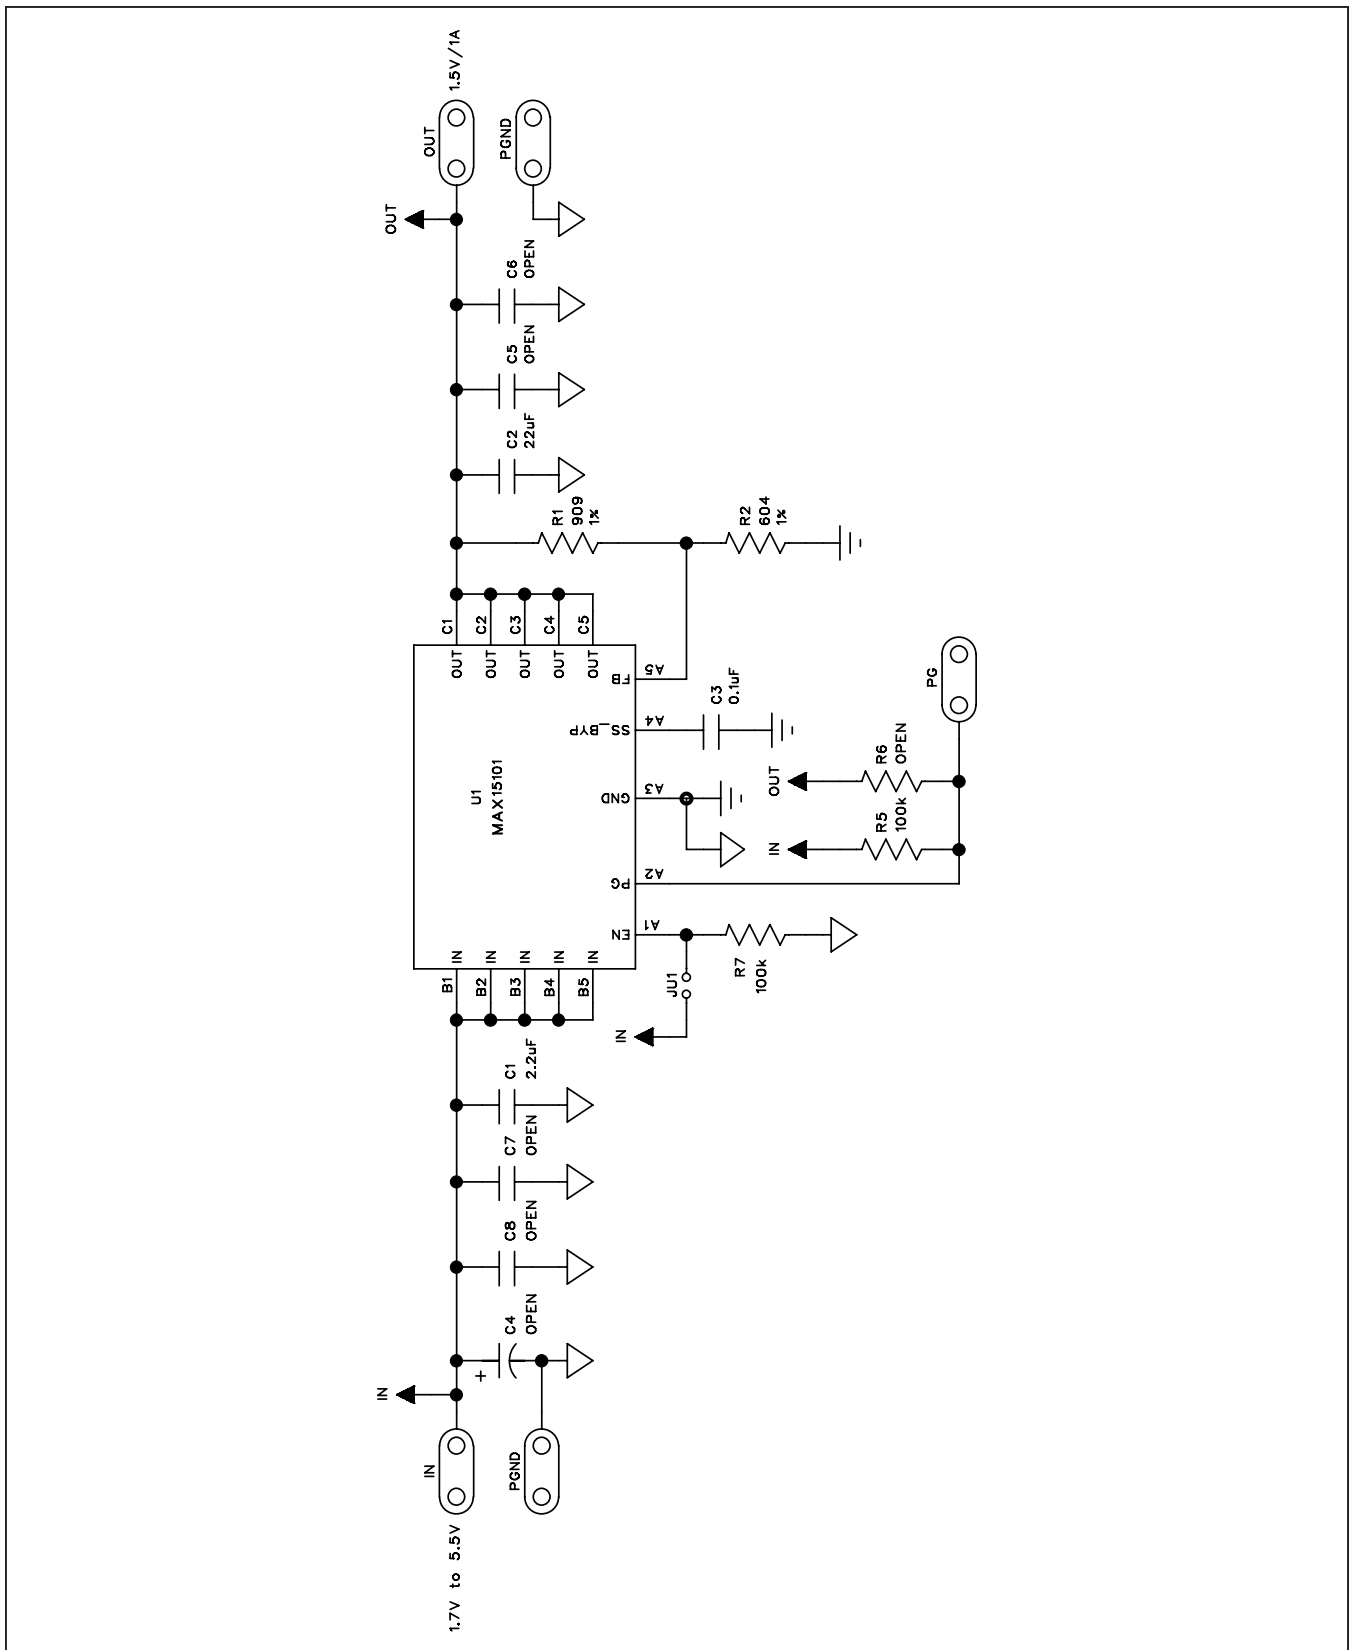 1.7V to 5.5V
IN
PGND
IN
+
C4
OPEN
C8
OPEN
C7
OPEN
C1
2.2uF
B1
B2
B3
B4
B5
IN
IN
IN
IN
IN
U1
MAX15101
OUT
OUT
OUT
OUT
OUT
C1
C2
C3
C4
C5
EN
A1
PG
A2
GND
A3
SS_BYP
A4
FB
A5
IN
JU1
R7
100k
IN
R5
100k
OUT
R6
OPEN
PG
C3
0.1uF
R1
909
1%
R2
604
1%
C2
22uF
C5
OPEN
C6
OPEN
OUT
OUT
PGND
1.5V/1A